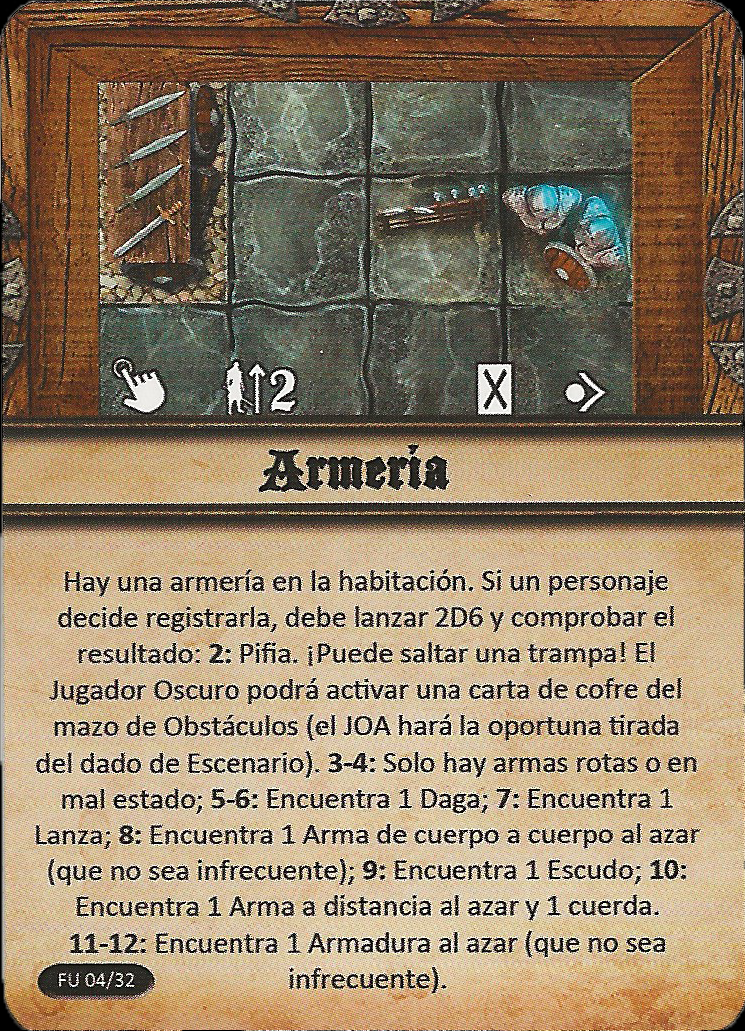 2
X
Armería
Hay una armería en la habitación. Si un personaje
decide registrarla, debe lanzar 2D6 y comprobar el
resultado: 2: Pifia. ¡Puede saltar una trampa! El
Jugador Oscuro podrá activar una carta de cofre del
mazo de Obstáculos (el JOA hará la oportuna tirada
del dado de Escenario). 3-4: Solo hay armas rotas o en
mal estado; 5-6: Encuentra 1 Daga; 7: Encuentra 1
Lanza; 8: Encuentra 1 Arma de cuerpo a cuerpo al azar
(que no sea infrecuente); 9: Encuentra 1 Escudo; 10:
Encuentra 1 Arma a distancia al azar y 1 cuerda.
11-12: Encuentra 1 Armadura al azar (que no sea
infrecuente).
FU 04/32